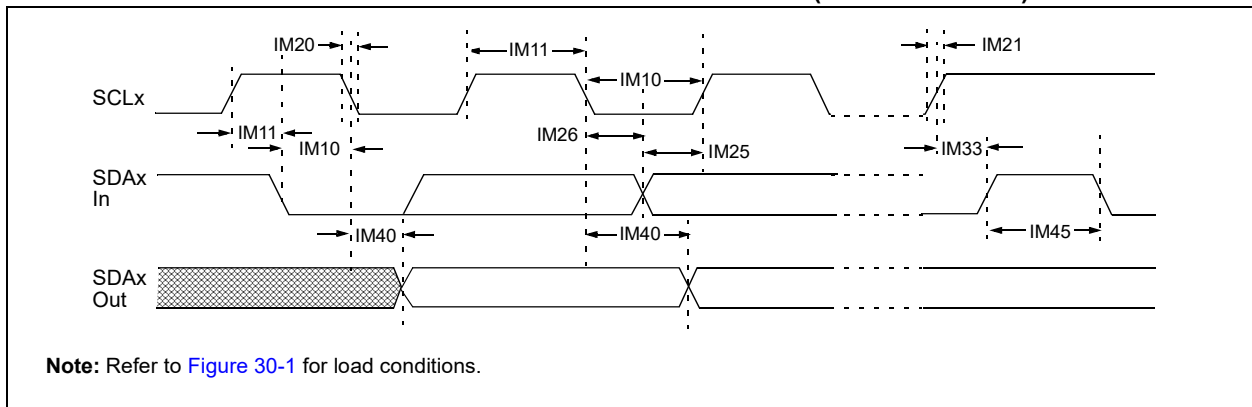 IM20
IM11
IM21
IM10
SCLx
IM11
IM26
IM10
IM25
IM33
SDAx
In
IM40
IM40
IM45
SDAx
Out
Note: Refer to Figure 30-1 for load conditions.